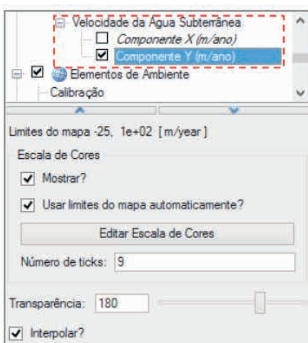 Velocidade da Água Subterrânea
Componente X (m/ano)
Componente Y (m/ano)
Elementos de Ambiente
Calibração
Limites do mapa -25, 1e+02 [m/year]
Escala de Cores
Mostrar?
Usar limites do mapa automaticamente?
Editar Escala de Cores
Número de ticks: 9
Transparência: 180
Interpolar?